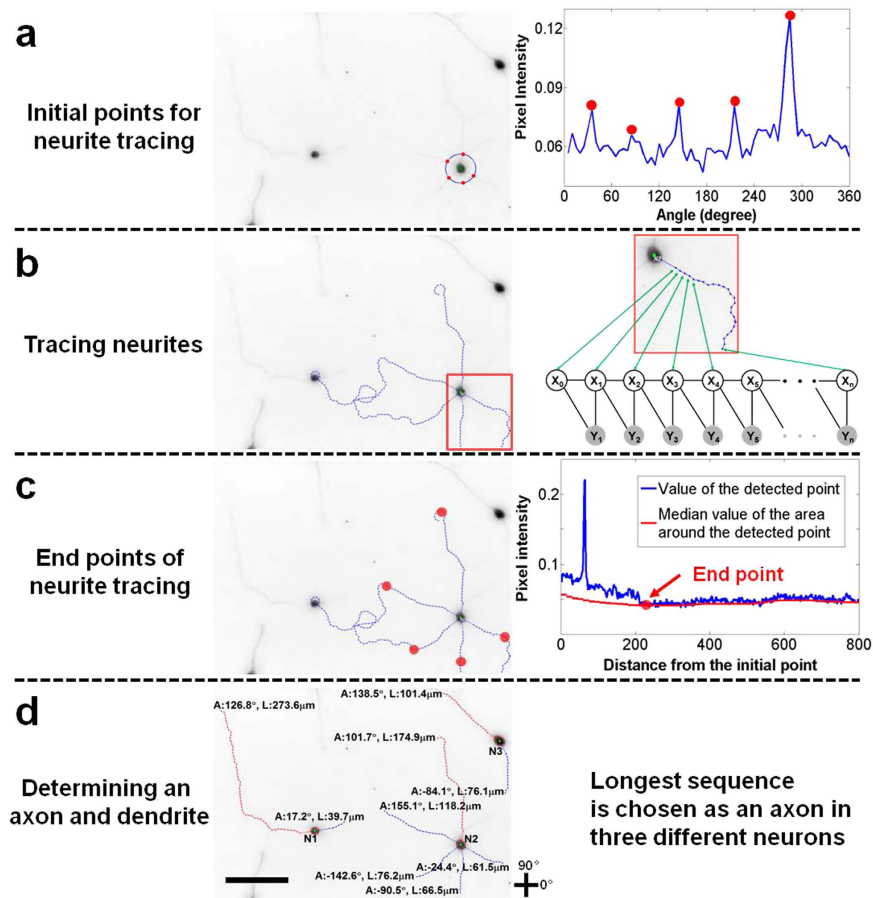 a
Initial points for
neurite tracing
Pixel Intensity
0.12
0.09
0.06
0 60 120 180 240 300 360
Angle (degree)
b
Tracing neurites
X0 X1 X2 X3 X4 X5 Xn
Y1 Y2 Y3 Y4 Y5 Yn
c
End points of
neurite tracing
Pixel intensity
0.2
0.1
Value of the detected point
Median value of the area
around the detected point
End point
0 200 400 600 800
Distance from the initial point
d
Determining an
axon and dendrite
A:138.5°, L:101.4μm
A:126.8°, L:273.6μm
A:101.7°, L:174.9μm
N3
A:-84.1°, L:76.1μm
A:155.1°, L:118.2μm
A:17.2°, L:39.7μm
N1
N2
A:-24.4°, L:61.5μm
A:-142.6°, L:76.2μm
A:-90.5°, L:66.5μm
90°
0°
Longest sequence
is chosen as an axon in
three different neurons